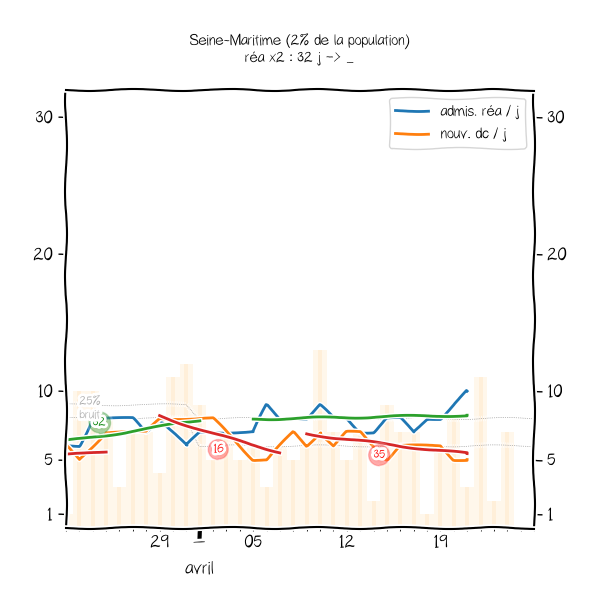 Seine-Maritime (2% de la population)
réa x2 : 32 j -> _
admis. réa / j
nouv. dc / j
30 30
20 20
10 10
25%
bruit
32
16
35
5 5
1 1
29 05 12 19
avril